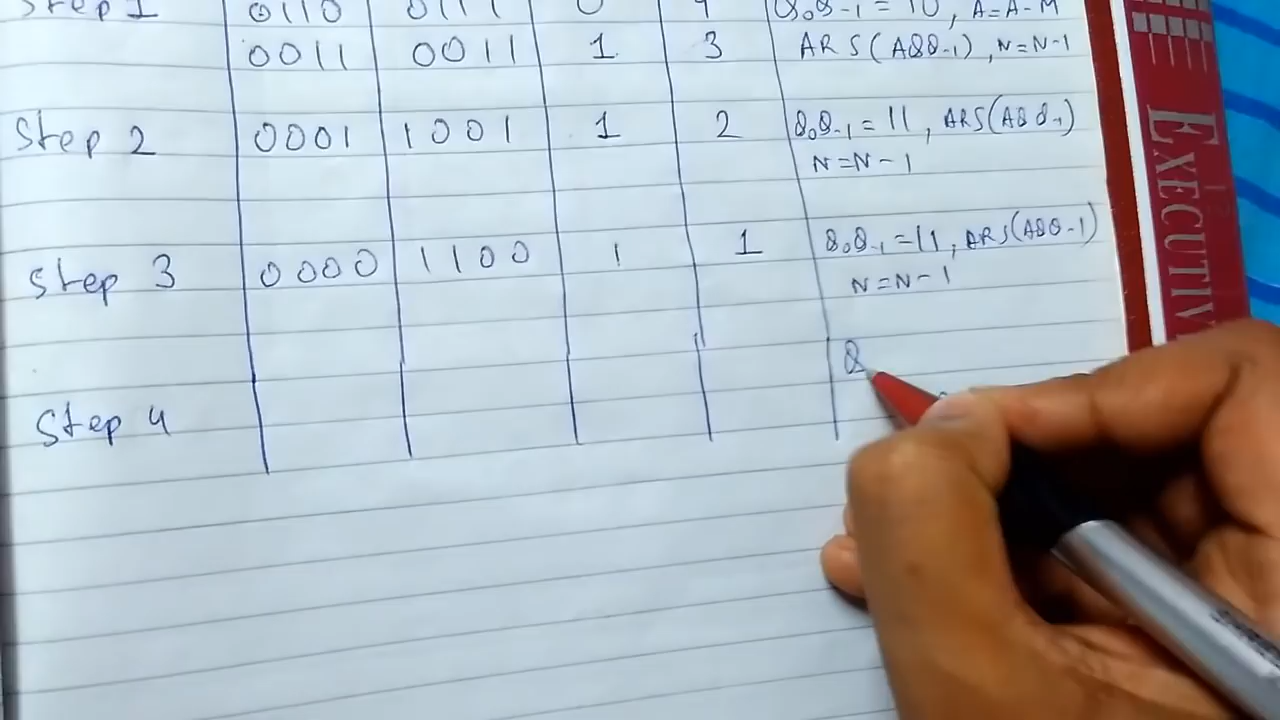 Step 1 0110 0111 0 4 Q₀Q-1 = 10, A=A-M
0011 0011 1 3 ARS(AQQ-1), N=N-1
Step 2 0001 1001 1 2 Q₀Q-1 = 11, ARS(AQQ-1)
N=N-1
Step 3 0000 1100 1 1 Q₀Q-1 = 11, ARS(AQQ-1)
N=N-1
Q
Step 4
EXECUTIV